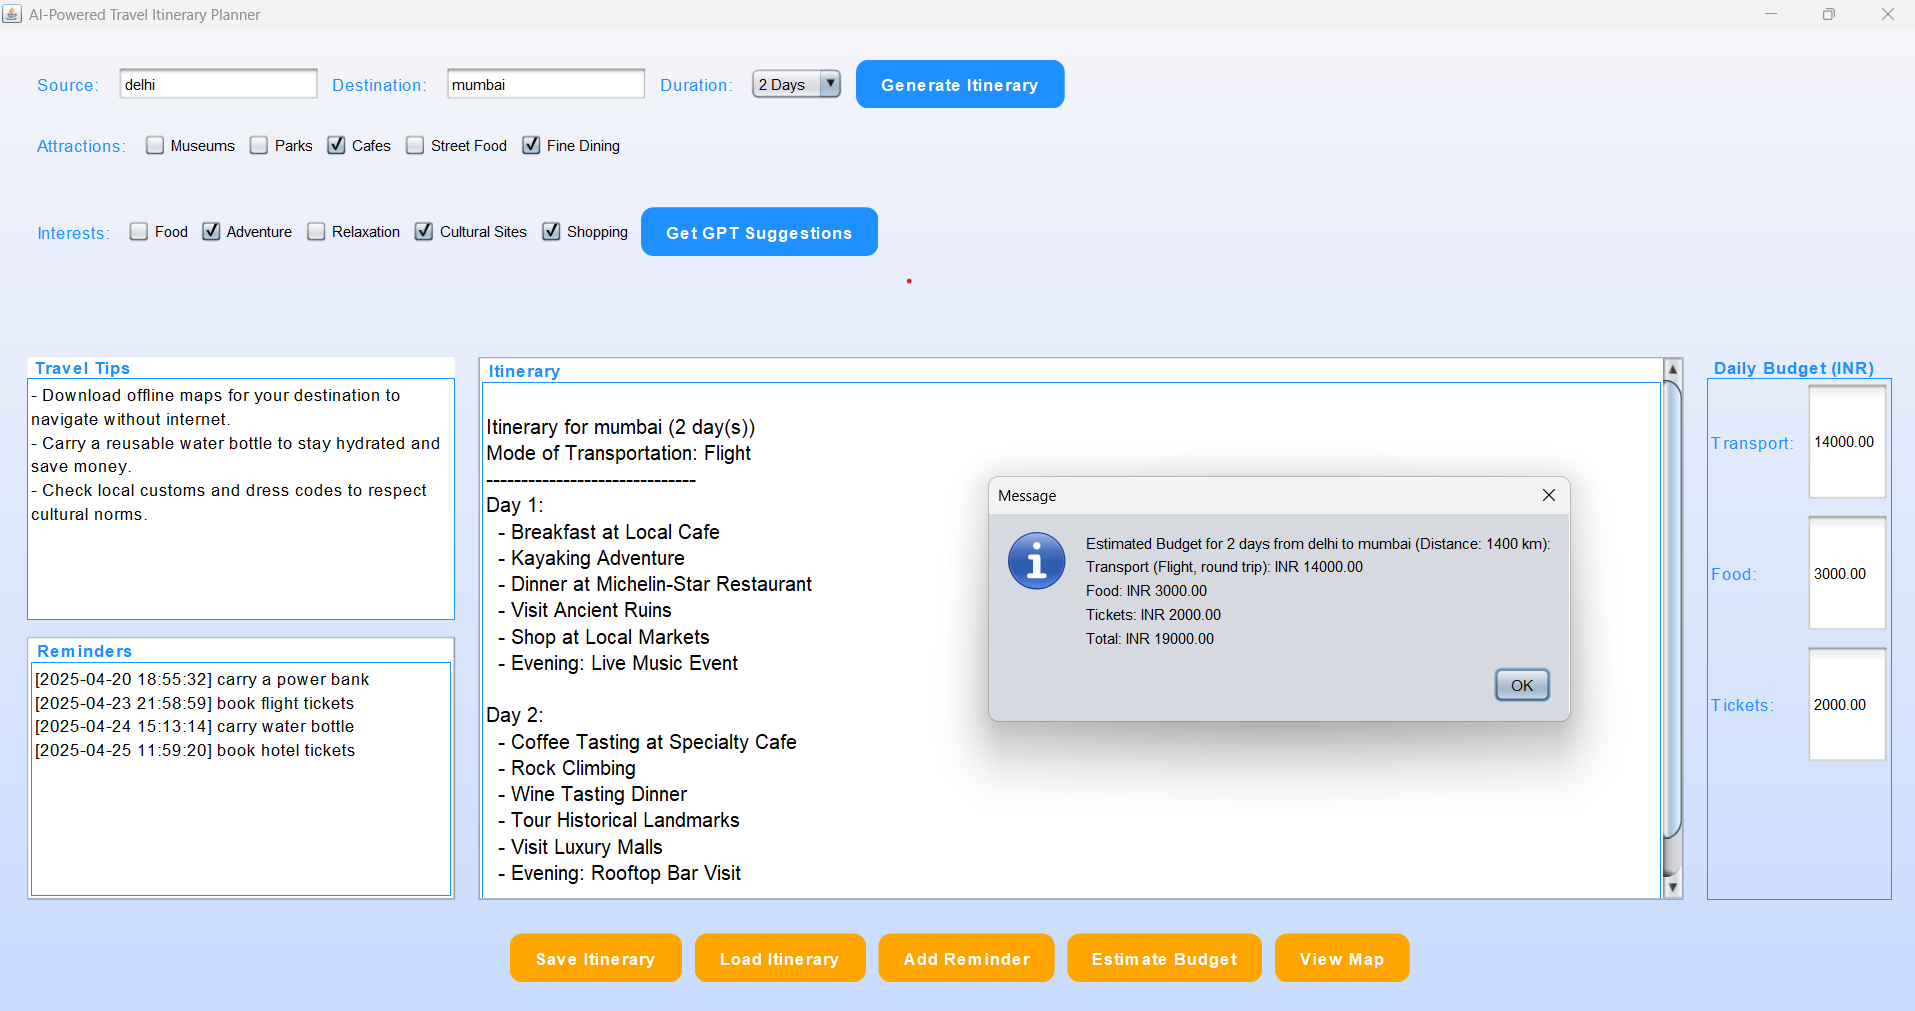 AI-Powered Travel Itinerary Planner
Source: delhi Destination: mumbai Duration: 2 Days Generate Itinerary
Attractions: Museums Parks Cafes Street Food Fine Dining
Interests: Food Adventure Relaxation Cultural Sites Shopping Get GPT Suggestions
Travel Tips
- Download offline maps for your destination to
navigate without internet.
- Carry a reusable water bottle to stay hydrated and
save money.
- Check local customs and dress codes to respect
cultural norms.
Reminders
[2025-04-20 18:55:32] carry a power bank
[2025-04-23 21:58:59] book flight tickets
[2025-04-24 15:13:14] carry water bottle
[2025-04-25 11:59:20] book hotel tickets
Itinerary
Itinerary for mumbai (2 day(s))
Mode of Transportation: Flight
------------------------------
Day 1:
- Breakfast at Local Cafe
- Kayaking Adventure
- Dinner at Michelin-Star Restaurant
- Visit Ancient Ruins
- Shop at Local Markets
- Evening: Live Music Event
Day 2:
- Coffee Tasting at Specialty Cafe
- Rock Climbing
- Wine Tasting Dinner
- Tour Historical Landmarks
- Visit Luxury Malls
- Evening: Rooftop Bar Visit
Message
Estimated Budget for 2 days from delhi to mumbai (Distance: 1400 km):
Transport (Flight, round trip): INR 14000.00
Food: INR 3000.00
Tickets: INR 2000.00
Total: INR 19000.00
OK
Daily Budget (INR)
Transport: 14000.00
Food: 3000.00
Tickets: 2000.00
Save Itinerary Load Itinerary Add Reminder Estimate Budget View Map